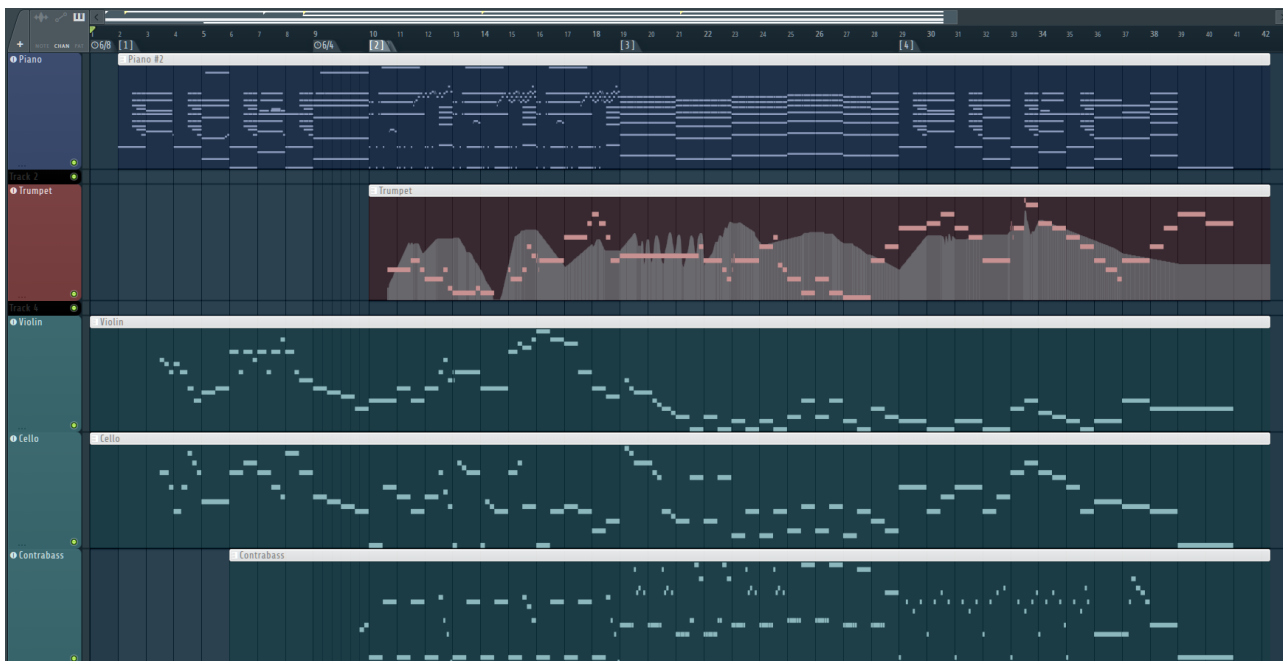 NOTE CHAN PAT
2 3 4 5 6 7 8 9 10 11 12 13 14 15 16 17 18 19 20 21 22 23 24 25 26 27 28 29 30 31 32 33 34 35 36 37 38 39 40 41 42
6/8 [1] 6/4 [2] [3] [4]
Piano
Piano #2
Track 2
Trumpet
Trumpet
Track 4
Violin
Violin
Cello
Cello
Contrabass
Contrabass